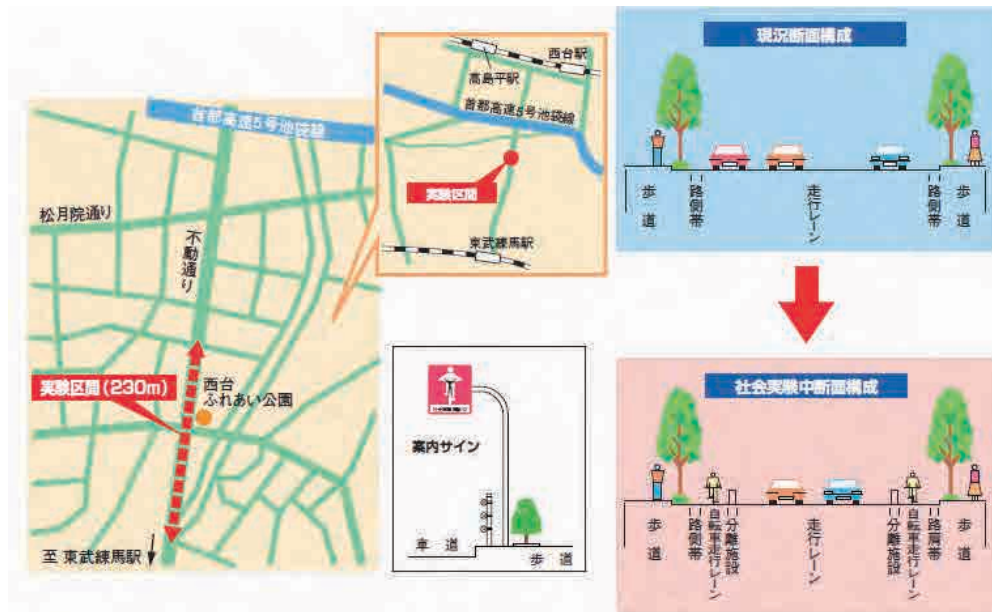 首都高速5号池袋線
松月院通り
不動通り
実験区間(230m)
西台
ふれあい公園
至 東武練馬駅
西台駅
高島平駅
首都高速5号池袋線
実験区間
東武練馬駅
案内サイン
車道
歩道
現況断面構成
歩道
路側帯
走行レーン
路側帯
歩道
社会実験中断面構成
歩道
路側帯
自転車走行レーン
分離施設
走行レーン
分離施設
自転車走行レーン
路肩帯
歩道